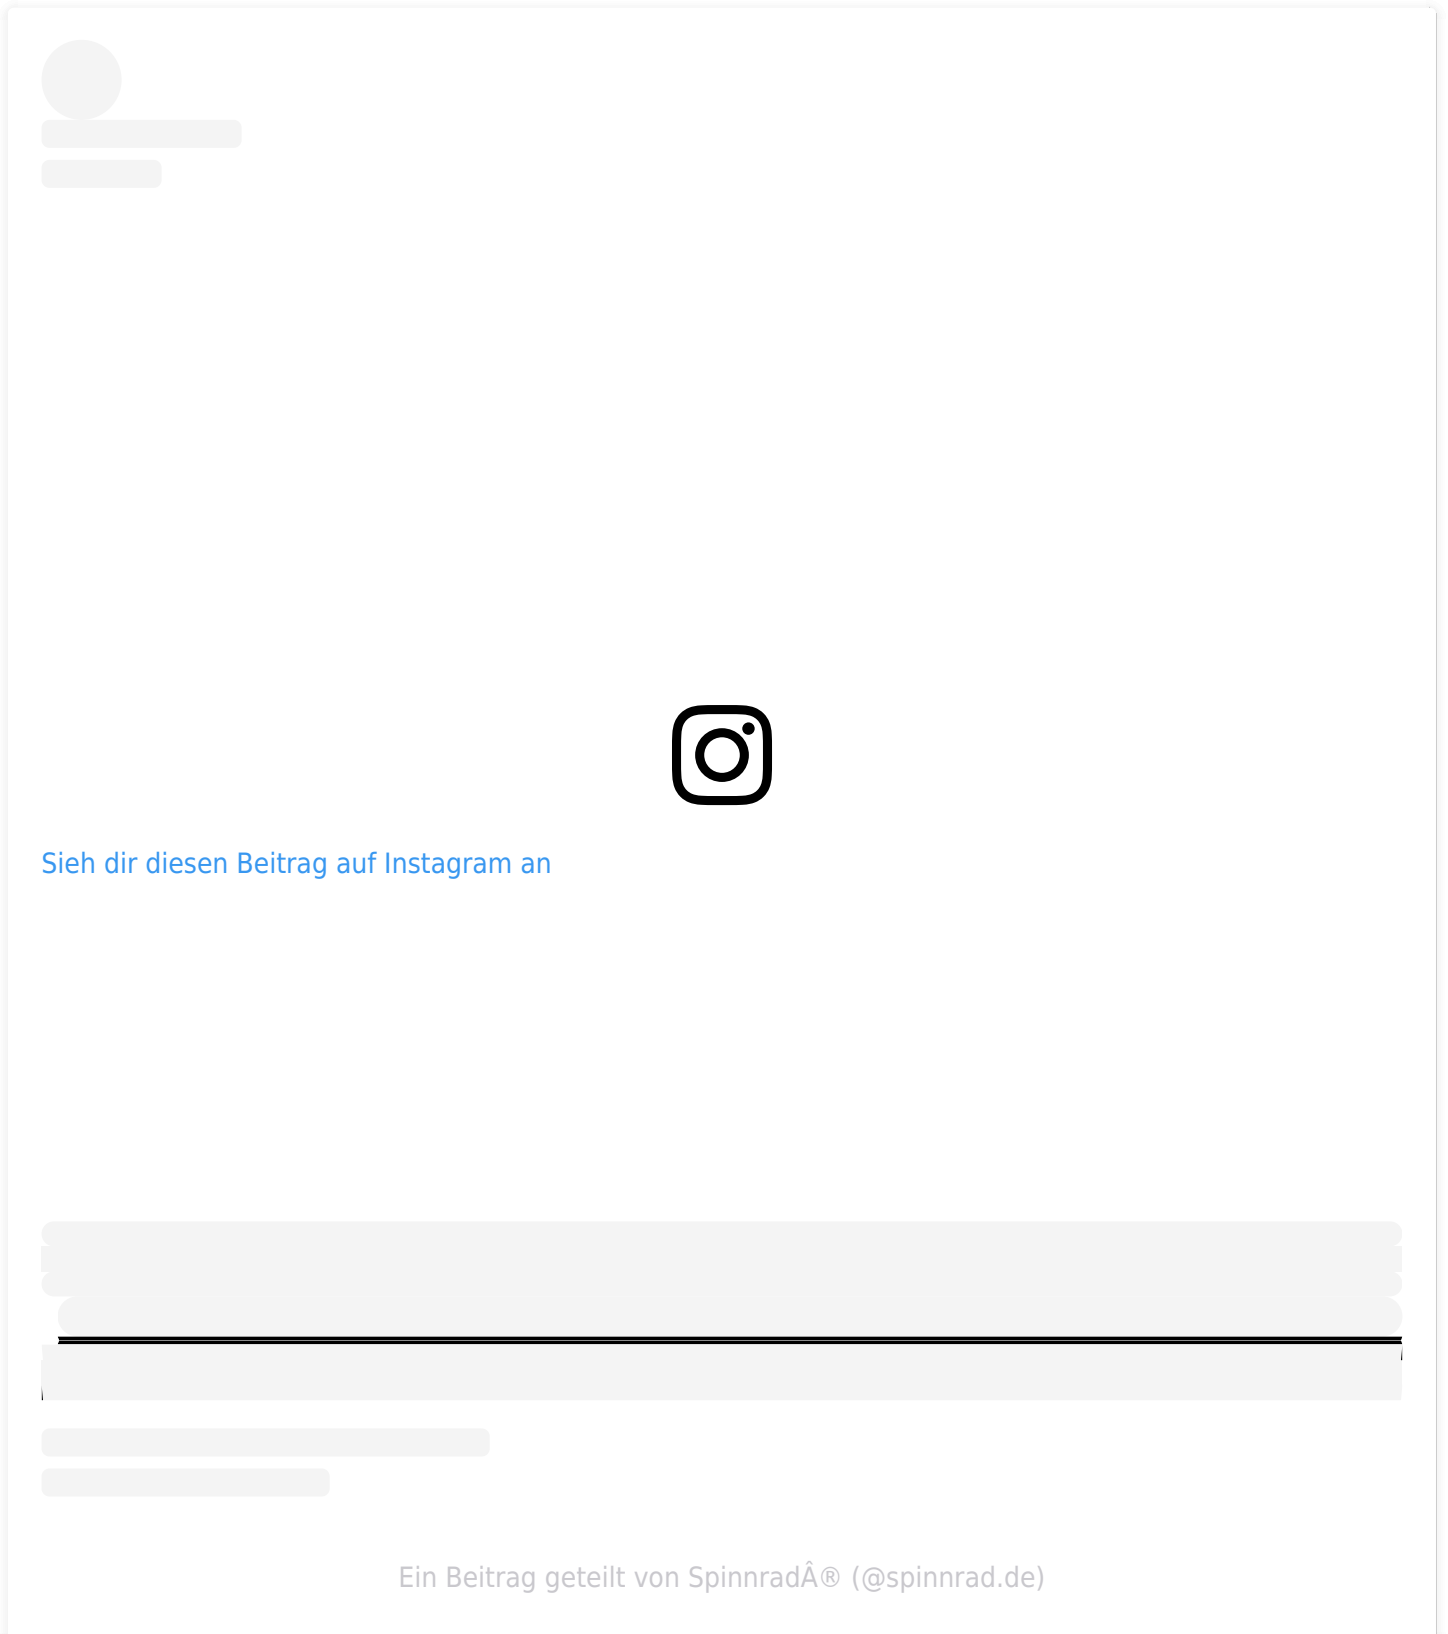 Sieh dir diesen Beitrag auf Instagram an
Ein Beitrag geteilt von SpinnradÂ® (@spinnrad.de)